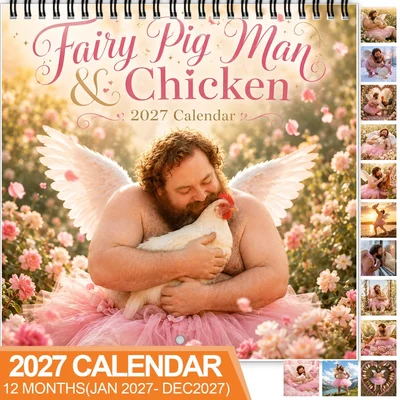 Fairy Pig Man
& Chicken
2027 Calendar
2027 CALENDAR
12 MONTHS(JAN 2027- DEC2027)